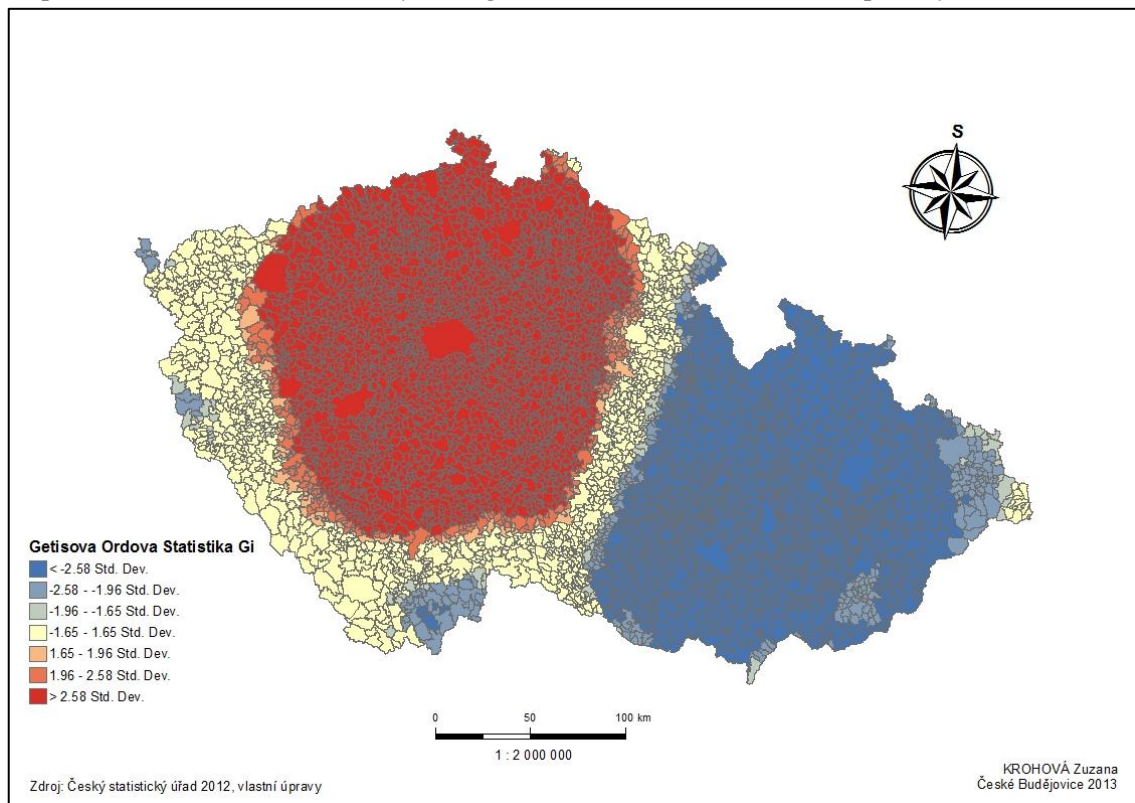 S
Getisova Ordova Statistika Gi
< -2.58 Std. Dev.
-2.58 - -1.96 Std. Dev.
-1.96 - -1.65 Std. Dev.
-1.65 - 1.65 Std. Dev.
1.65 - 1.96 Std. Dev.
1.96 - 2.58 Std. Dev.
> 2.58 Std. Dev.
0 50 100 km
1 : 2 000 000
Zdroj: Český statistický úřad 2012, vlastní úpravy
KROHOVÁ Zuzana
České Budějovice 2013